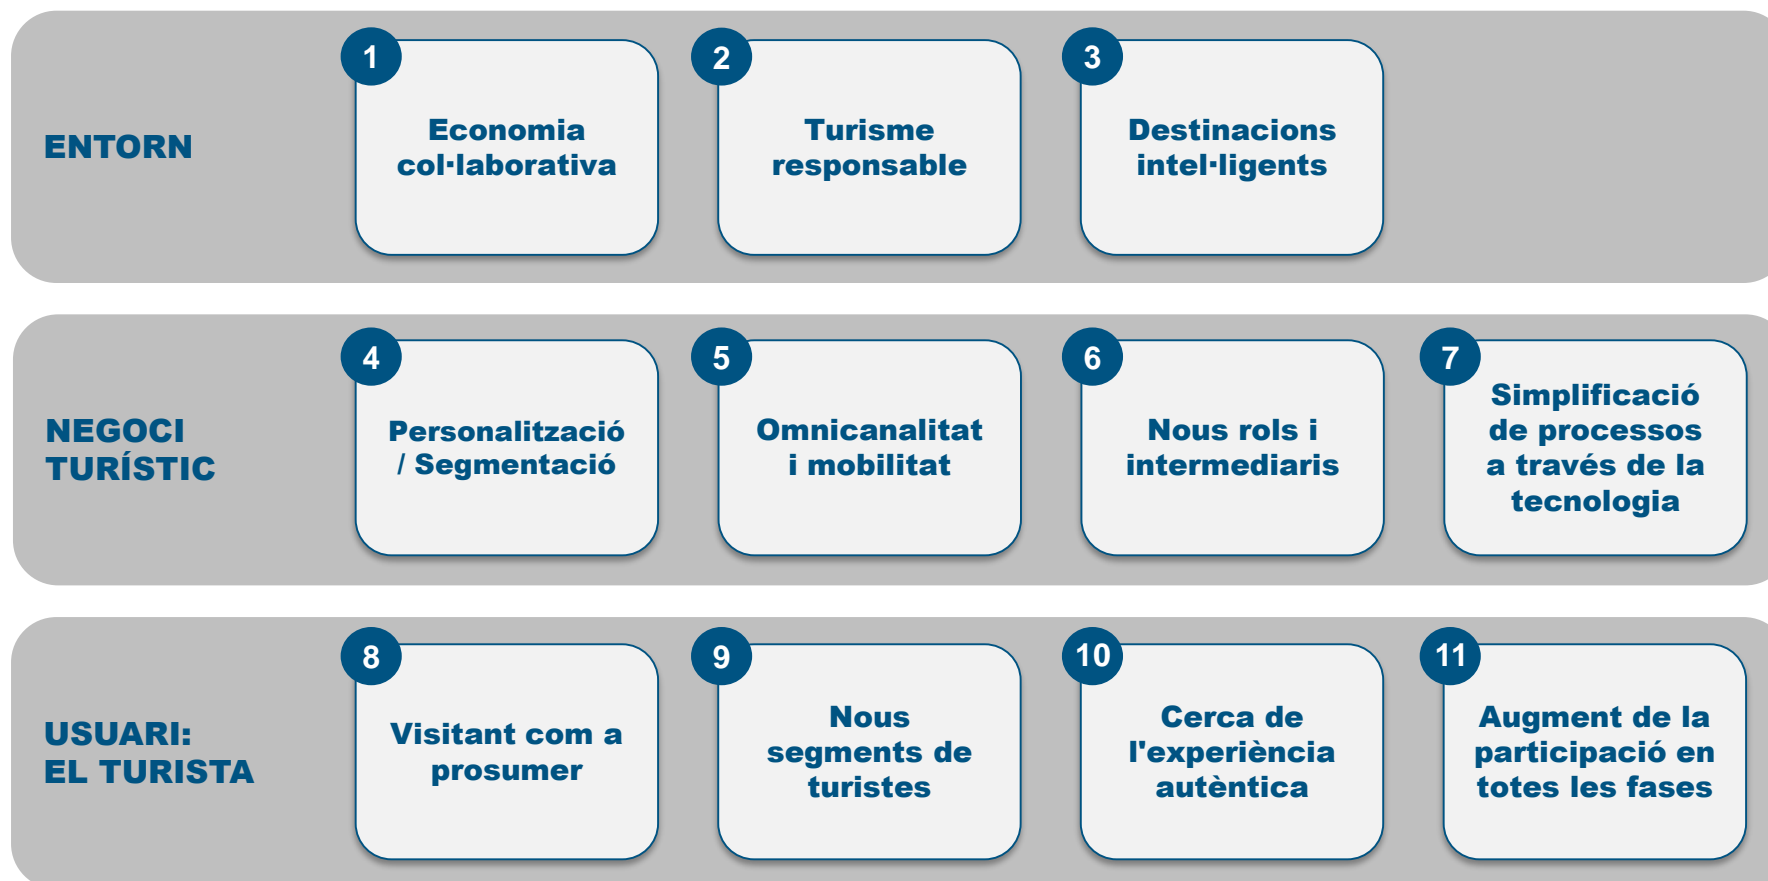 ENTORN
1
Economia
col·laborativa
2
Turisme
responsable
3
Destinacions
intel·ligents
NEGOCI
TURÍSTIC
4
Personalització
/ Segmentació
5
Omnicanalitat
i mobilitat
6
Nous rols i
intermediaris
7
Simplificació
de processos
a través de la
tecnologia
USUARI:
EL TURISTA
8
Visitant com a
prosumer
9
Nous
segments de
turistes
10
Cerca de
l'experiència
autèntica
11
Augment de la
participació en
totes les fases